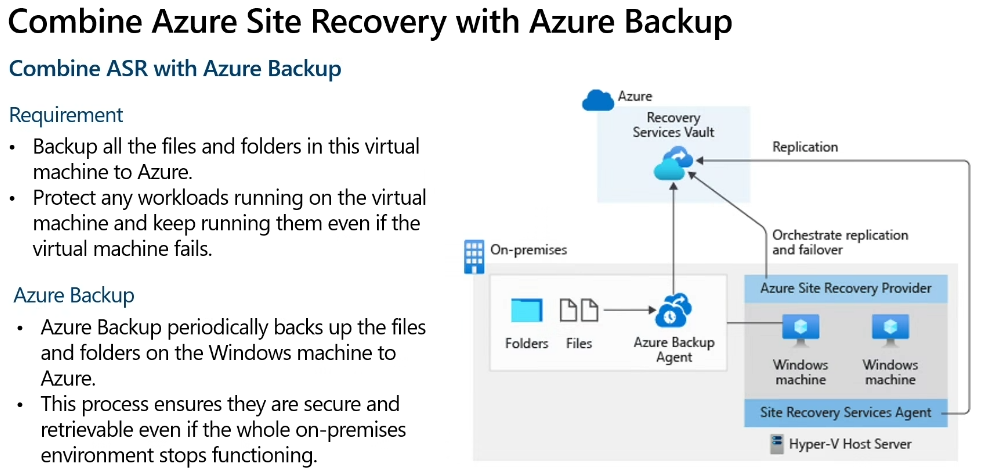 Combine Azure Site Recovery with Azure Backup
Combine ASR with Azure Backup
Requirement
• Backup all the files and folders in this virtual
machine to Azure.
• Protect any workloads running on the virtual
machine and keep running them even if the
virtual machine fails.
Azure Backup
• Azure Backup periodically backs up the files
and folders on the Windows machine to
Azure.
• This process ensures they are secure and
retrievable even if the whole on-premises
environment stops functioning.
Azure
Recovery
Services Vault
Replication
Orchestrate replication
and failover
On-premises
Folders
Files
Azure Backup
Agent
Azure Site Recovery Provider
Windows
machine
Windows
machine
Site Recovery Services Agent
Hyper-V Host Server